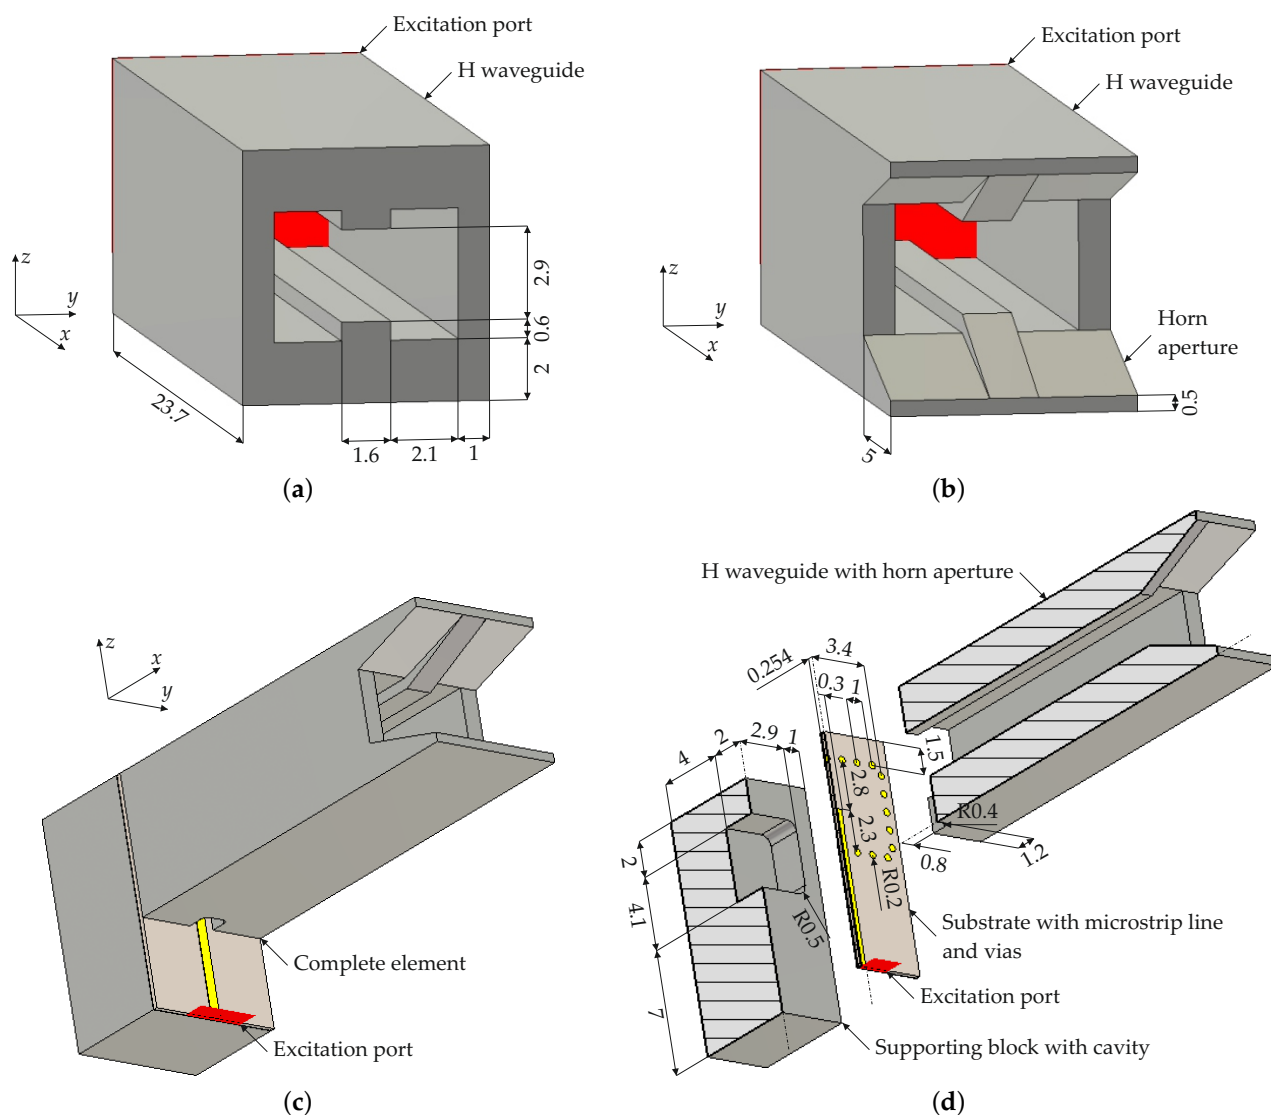 (a)
Excitation port
H waveguide
z
y
x
2.9
0.6
2
23.7
1.6
2.1
1
(b)
Excitation port
H waveguide
z
y
x
Horn
aperture
0.5
5
(c)
z
x
y
Complete element
Excitation port
H waveguide with horn aperture
3.4
0.254
0.3
1
2
2.9
1
4
1.5
2.8
2.3
R0.4
1.2
0.8
2
4.1
R0.5
R0.2
7
Substrate with microstrip line
and vias
Excitation port
Supporting block with cavity
(d)